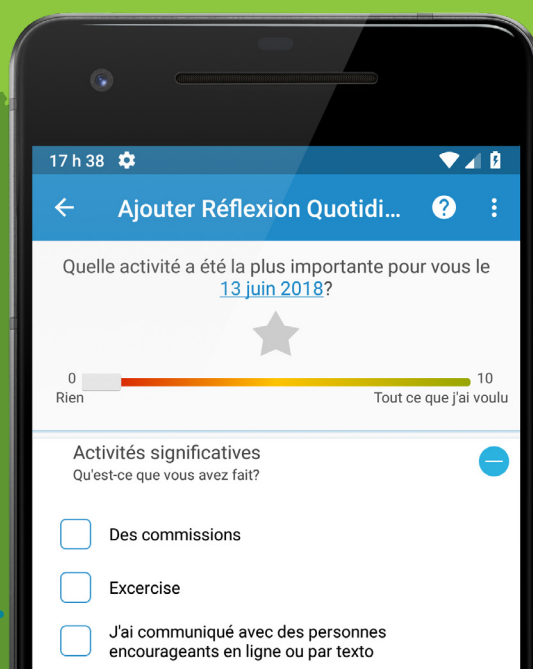 17 h 38
Ajouter Réflexion Quotidi...
Quelle activité a été la plus importante pour vous le
13 juin 2018?
0
10
Rien
Tout ce que j'ai voulu
Activités significatives
Qu'est-ce que vous avez fait?
Des commissions
Excercise
J'ai communiqué avec des personnes
encourageants en ligne ou par texto